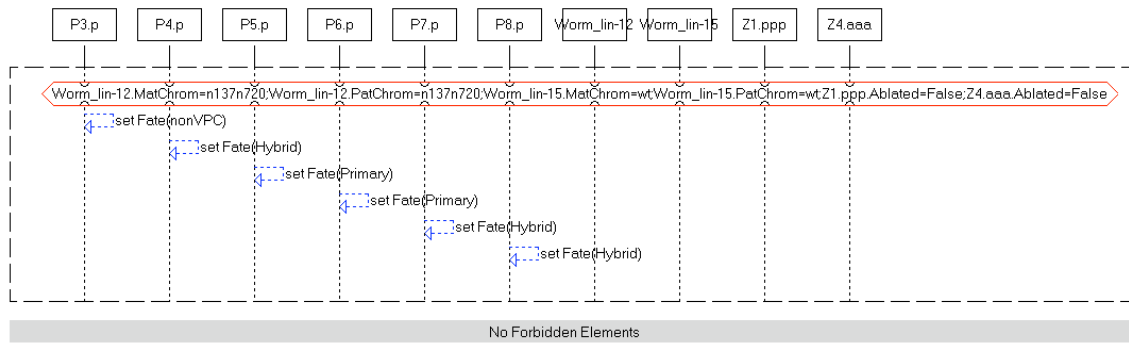 P3.p P4.p P5.p P6.p P7.p P8.p Worm_lin-12 Worm_lin-15 Z1.ppp Z4.aaa
Worm_lin-12.MatChrom=n137n720;Worm_lin-12.PatChrom=n137n720;Worm_lin-15.MatChrom=wt;Worm_lin-15.PatChrom=wt;Z1.ppp.Ablated=False;Z4.aaa.Ablated=False
set Fate(nonVPC)
set Fate(Hybrid)
set Fate(Primary)
set Fate(Primary)
set Fate(Hybrid)
set Fate(Hybrid)
No Forbidden Elements